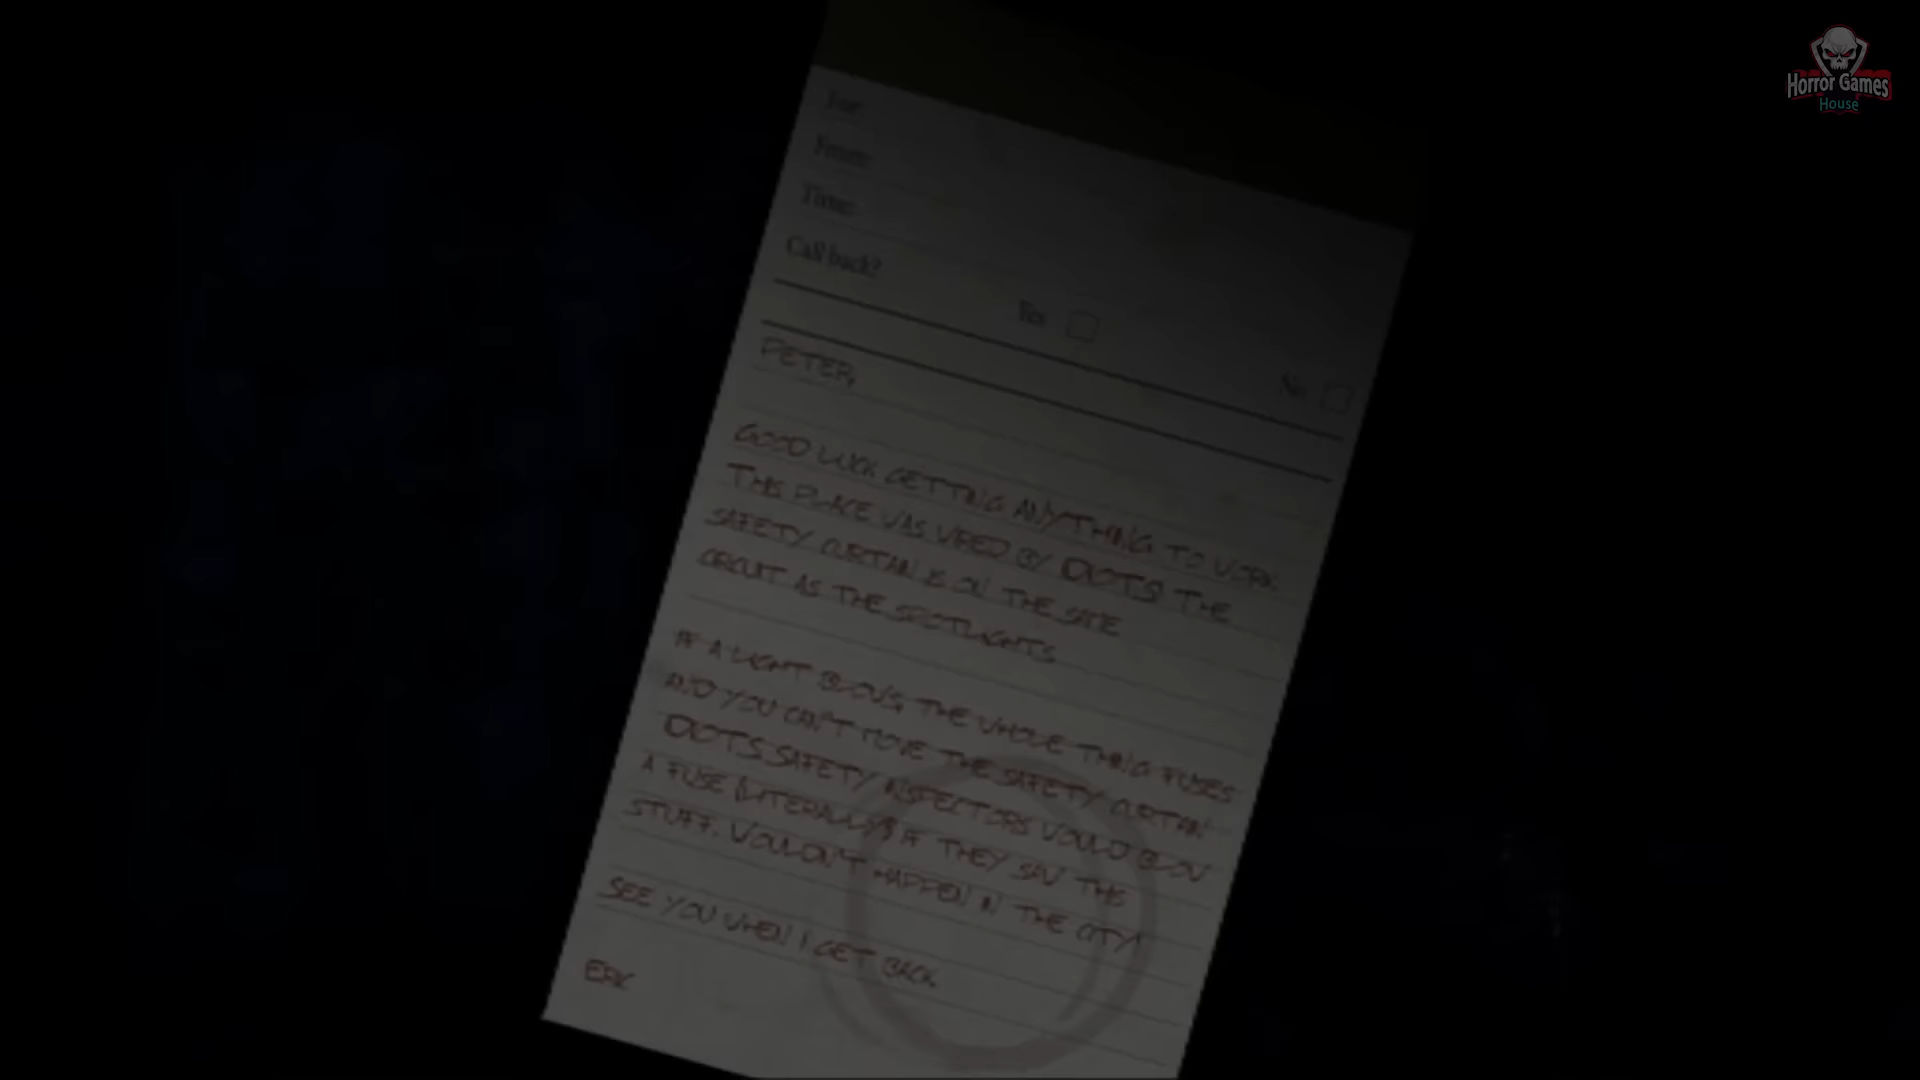 Horror Games
House
For:
From:
Time:
Call back?
Yes
No
PETER,
GOOD LUCK GETTING ANYTHING TO WORK.
THIS PLACE WAS WIRED BY IDIOTS! THE
SAFETY CURTAIN IS ON THE SAME
CIRCUIT AS THE SPOTLIGHTS.
IF A LIGHT BLOWS, THE WHOLE THING FUSES
AND YOU CAN'T MOVE THE SAFETY CURTAIN.
IDIOTS. SAFETY INSPECTORS WOULD BLOW
A FUSE (LITERALLY) IF THEY SAW THIS
STUFF. WOULDN'T HAPPEN IN THE CITY!
SEE YOU WHEN I GET BACK.
ERIC